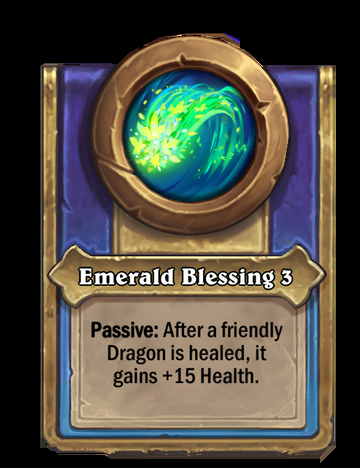 Emerald Blessing 3
Passive: After a friendly
Dragon is healed, it
gains +15 Health.